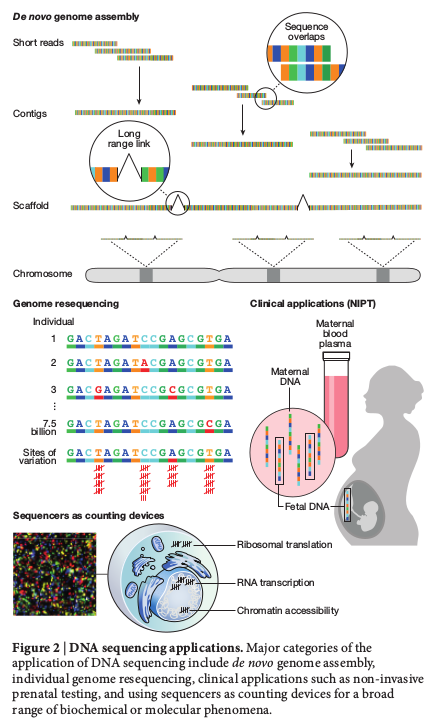 De novo genome assembly
Short reads
Sequence
overlaps
Contigs
Long
range link
Scaffold
Chromosome
Genome resequencing
Individual
1 GACTAGATCCGAGCGTGA
2 GACTAGATACGAGCGTGA
3 GACGAGATCCGCGCGTGA
⋮
7.5
billion GACTAGATCCGAGCGCGA
Sites of
variation GACTAGATCCGAGCGTGA
Clinical applications (NIPT)
Maternal
blood
plasma
Maternal
DNA
Fetal DNA
Sequencers as counting devices
Ribosomal translation
RNA transcription
Chromatin accessibility
Figure 2 | DNA sequencing applications. Major categories of the
application of DNA sequencing include de novo genome assembly,
individual genome resequencing, clinical applications such as non-invasive
prenatal testing, and using sequencers as counting devices for a broad
range of biochemical or molecular phenomena.